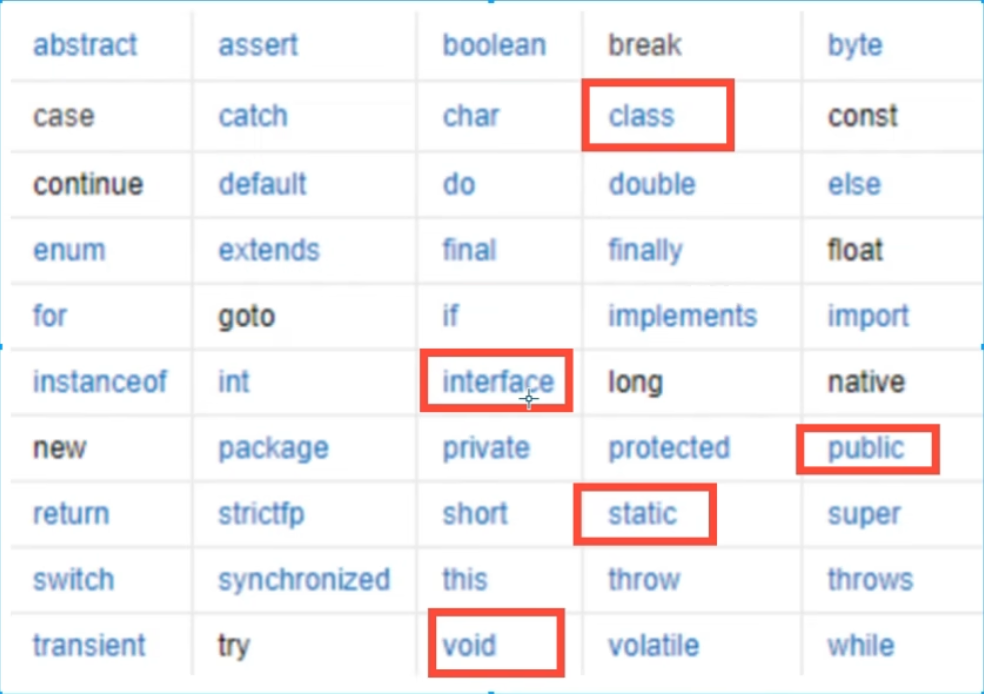 abstract assert boolean break byte
case catch char class const
continue default do double else
enum extends final finally float
for goto if implements import
instanceof int interface long native
new package private protected public
return strictfp short static super
switch synchronized this throw throws
transient try void volatile while